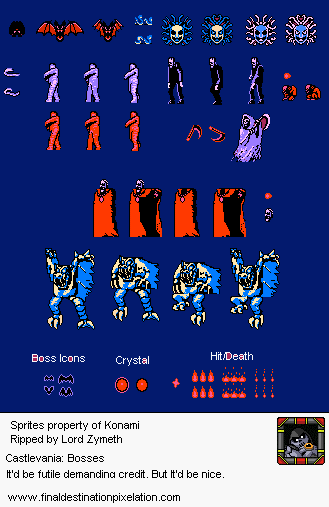 Boss Icons
Crystal
Hit/Death
Sprites property of Konami
Ripped by Lord Zymeth
Castlevania: Bosses
It'd be futile demanding credit. But It'd be nice.
www.finaldestinationpixelation.com